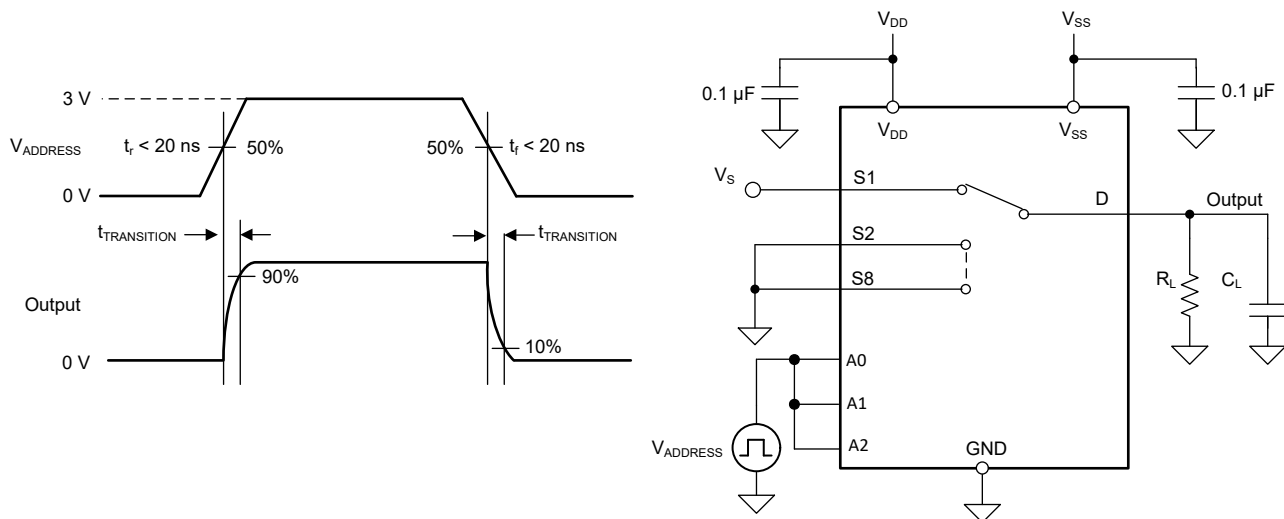 3 V
V_ADDRESS
t_r < 20 ns
50%
50%
t_f < 20 ns
0 V
t_TRANSITION
t_TRANSITION
90%
Output
10%
0 V
V_DD
V_SS
0.1 µF
0.1 µF
V_DD
V_SS
V_S
S1
D
Output
S2
S8
R_L
C_L
A0
A1
A2
V_ADDRESS
GND